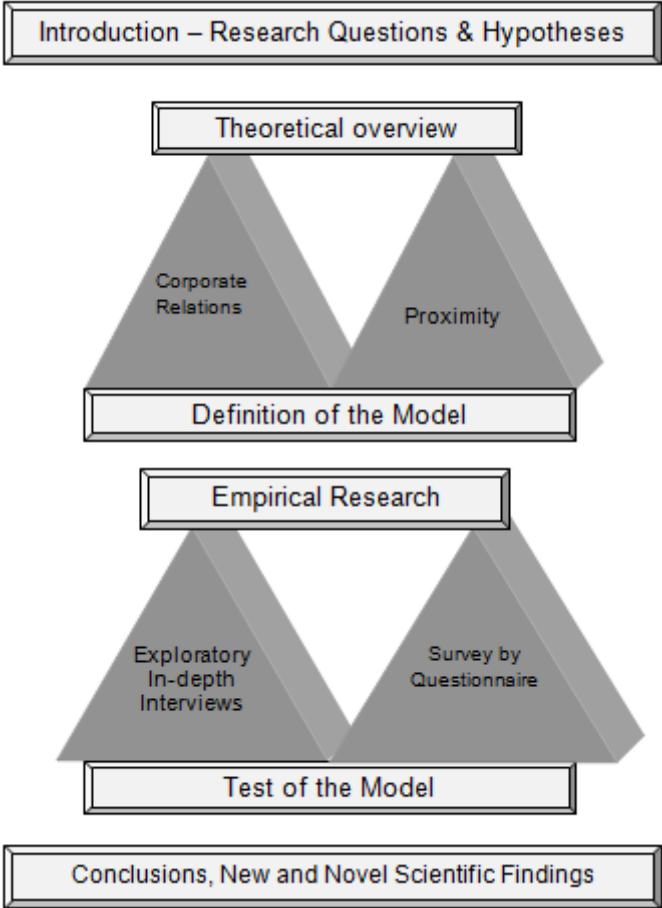 Introduction – Research Questions & Hypotheses
Theoretical overview
Corporate
Relations
Proximity
Definition of the Model
Empirical Research
Exploratory
In-depth
Interviews
Survey by
Questionnaire
Test of the Model
Conclusions, New and Novel Scientific Findings